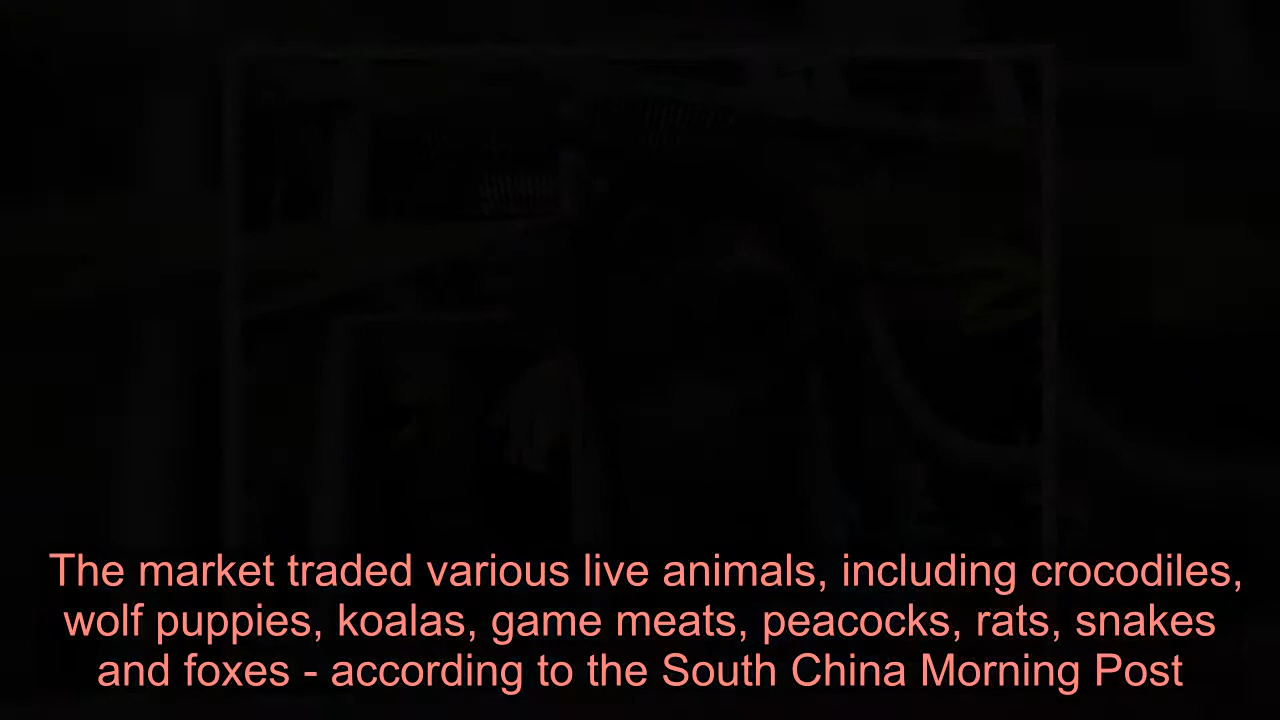 The market traded various live animals, including crocodiles,
wolf puppies, koalas, game meats, peacocks, rats, snakes
and foxes - according to the South China Morning Post